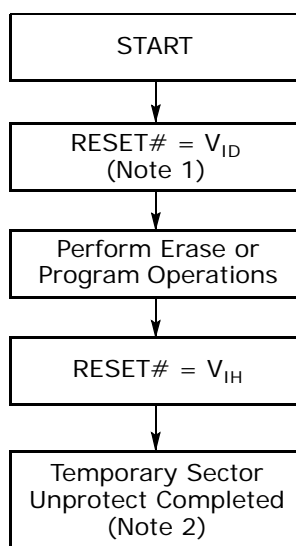 START
RESET# = VID
(Note 1)
Perform Erase or
Program Operations
RESET# = VIH
Temporary Sector
Unprotect Completed
(Note 2)